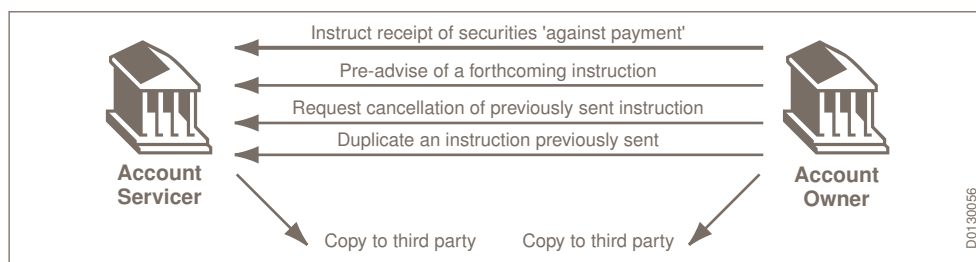 Instruct receipt of securities 'against payment'
Pre-advise of a forthcoming instruction
Request cancellation of previously sent instruction
Duplicate an instruction previously sent
Account
Servicer
Account
Owner
Copy to third party
Copy to third party
D0130056